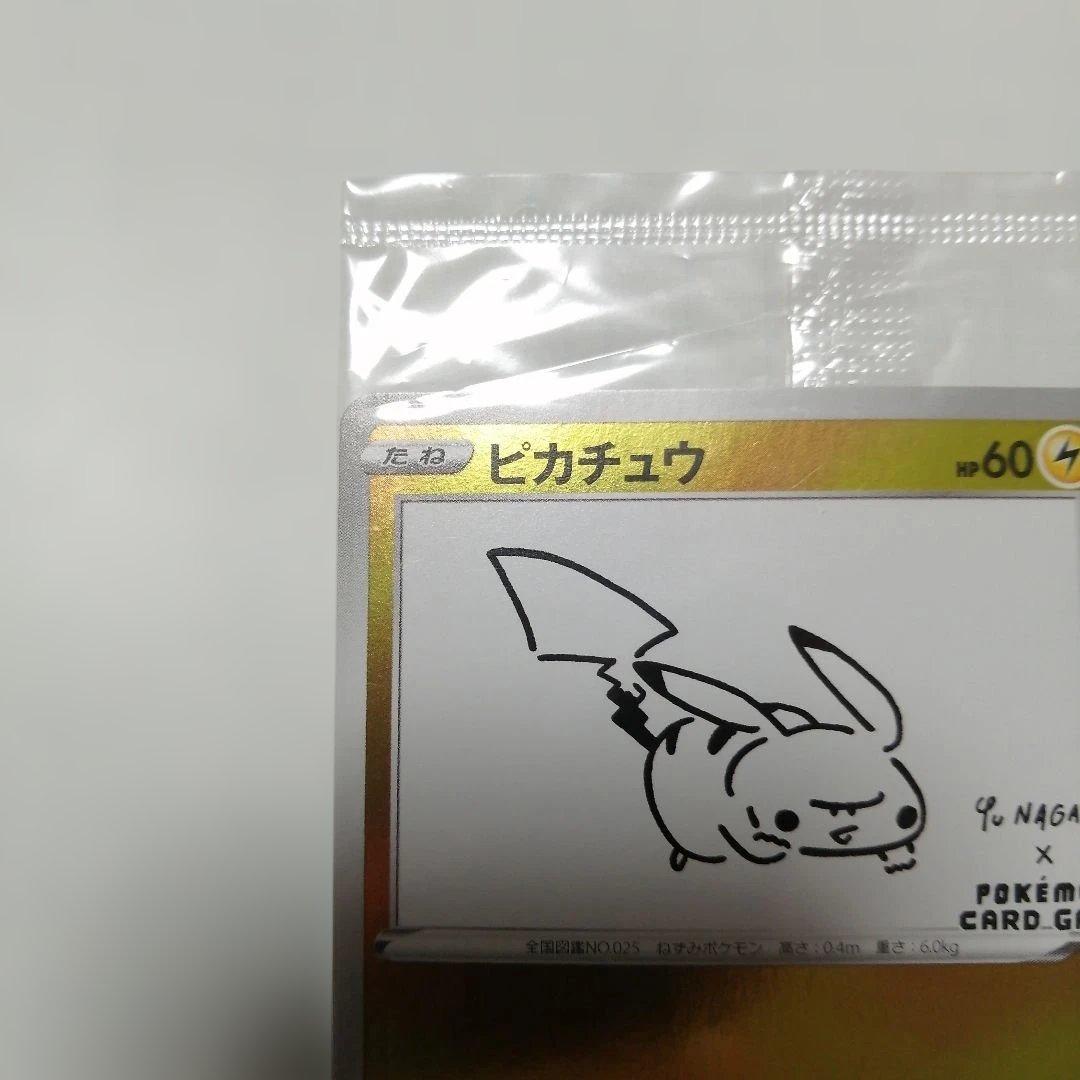 たね ピカチュウ HP60
Yu NAGA
×
POKÉM
CARD GA
全国図鑑NO.025 ねずみポケモン 高さ:0.4m 重さ:6.0kg